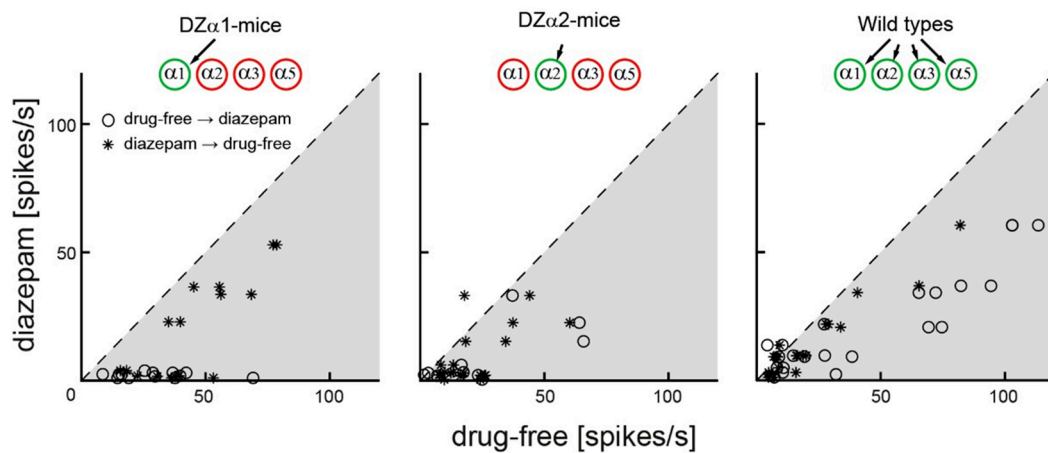 DZα1-mice
α1 α2 α3 α5
DZα2-mice
α1 α2 α3 α5
Wild types
α1 α2 α3 α5
drug-free → diazepam
diazepam → drug-free
diazepam [spikes/s]
100
50
0
50 100
50 100
50 100
drug-free [spikes/s]